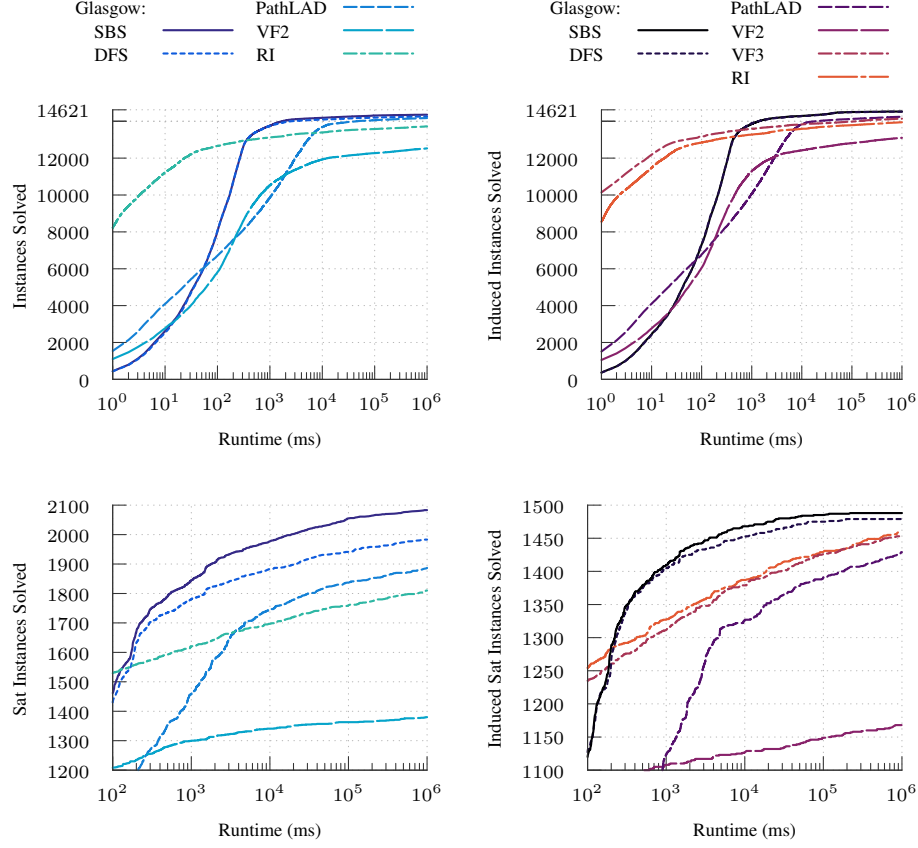 Glasgow: PathLAD
SBS VF2
DFS RI
14621
12000
10000
8000
6000
4000
2000
0
10^0 10^1 10^2 10^3 10^4 10^5 10^6
Instances Solved
Runtime (ms)
Glasgow: PathLAD
SBS VF2
DFS VF3
RI
14621
12000
10000
8000
6000
4000
2000
0
10^0 10^1 10^2 10^3 10^4 10^5 10^6
Induced Instances Solved
Runtime (ms)
2100
2000
1900
1800
1700
1600
1500
1400
1300
1200
10^2 10^3 10^4 10^5 10^6
Sat Instances Solved
Runtime (ms)
1500
1450
1400
1350
1300
1250
1200
1150
1100
10^2 10^3 10^4 10^5 10^6
Induced Sat Instances Solved
Runtime (ms)